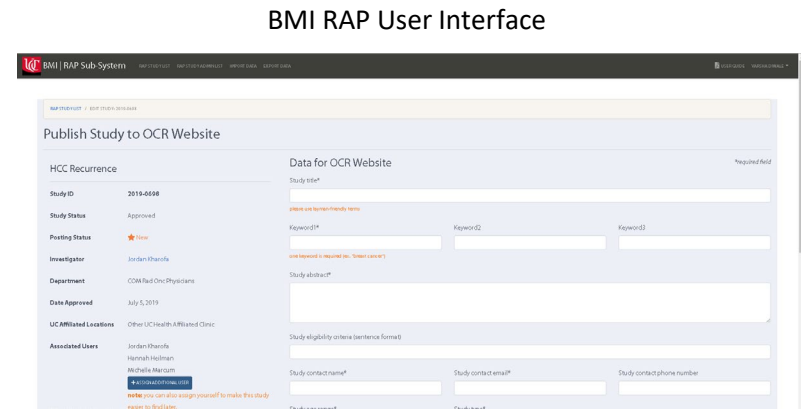 BMI RAP User Interface
BMI | RAP Sub-System RAP STUDY LIST RAP STUDY ADMIN LIST IMPORT DATA EXPORT DATA USER GUIDE
RAP STUDY LIST / EDIT STUDY: 2019-0698
Publish Study to OCR Website
HCC Recurrence
Study ID 2019-0698
Study Status Approved
Posting Status New
Investigator Jordan Kharofa
Department COM Rad Onc Physicians
Date Approved July 5, 2019
UC Affiliated Locations Other UC Health Affiliated Clinic
Associated Users Jordan Kharofa
Hannah Heilman
Michelle Marcum
+ ASSIGN ADDITIONAL USER
note: you can also assign yourself to make this study
easier to find later.
Data for OCR Website *required field
Study title*
please use layman-friendly terms
Keyword1* Keyword2 Keyword3
one keyword is required (ex. "breast cancer")
Study abstract*
Study eligibility criteria (sentence format)
Study contact name* Study contact email* Study contact phone number